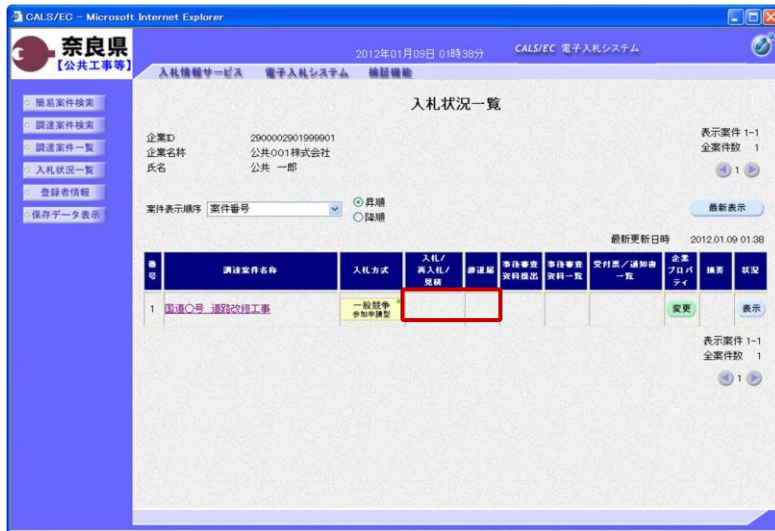 CALS/EC - Microsoft Internet Explorer
奈良県
【公共工事等】
2012年01月09日 01時38分
CALS/EC 電子入札システム
入札情報サービス 電子入札システム 検証機能
簡易案件検索
調達案件検索
調達案件一覧
入札状況一覧
登録者情報
保存データ表示
入札状況一覧
企業ID 2900002901999901
企業名称 公共001株式会社
氏名 公共 一郎
表示案件 1-1
全案件数 1
1
案件表示順序 案件番号
昇順
降順
最新表示
最新更新日時 2012.01.09 01:38
番号 調達案件名称 入札方式 入札/再入札/見積 辞退届 事後審査資料提出 事後審査資料一覧 受付票/通知書一覧 企業プロパティ 摘要 状況
1 国道〇号 道路改修工事 一般競争 参加申請型 変更 表示
表示案件 1-1
全案件数 1
1